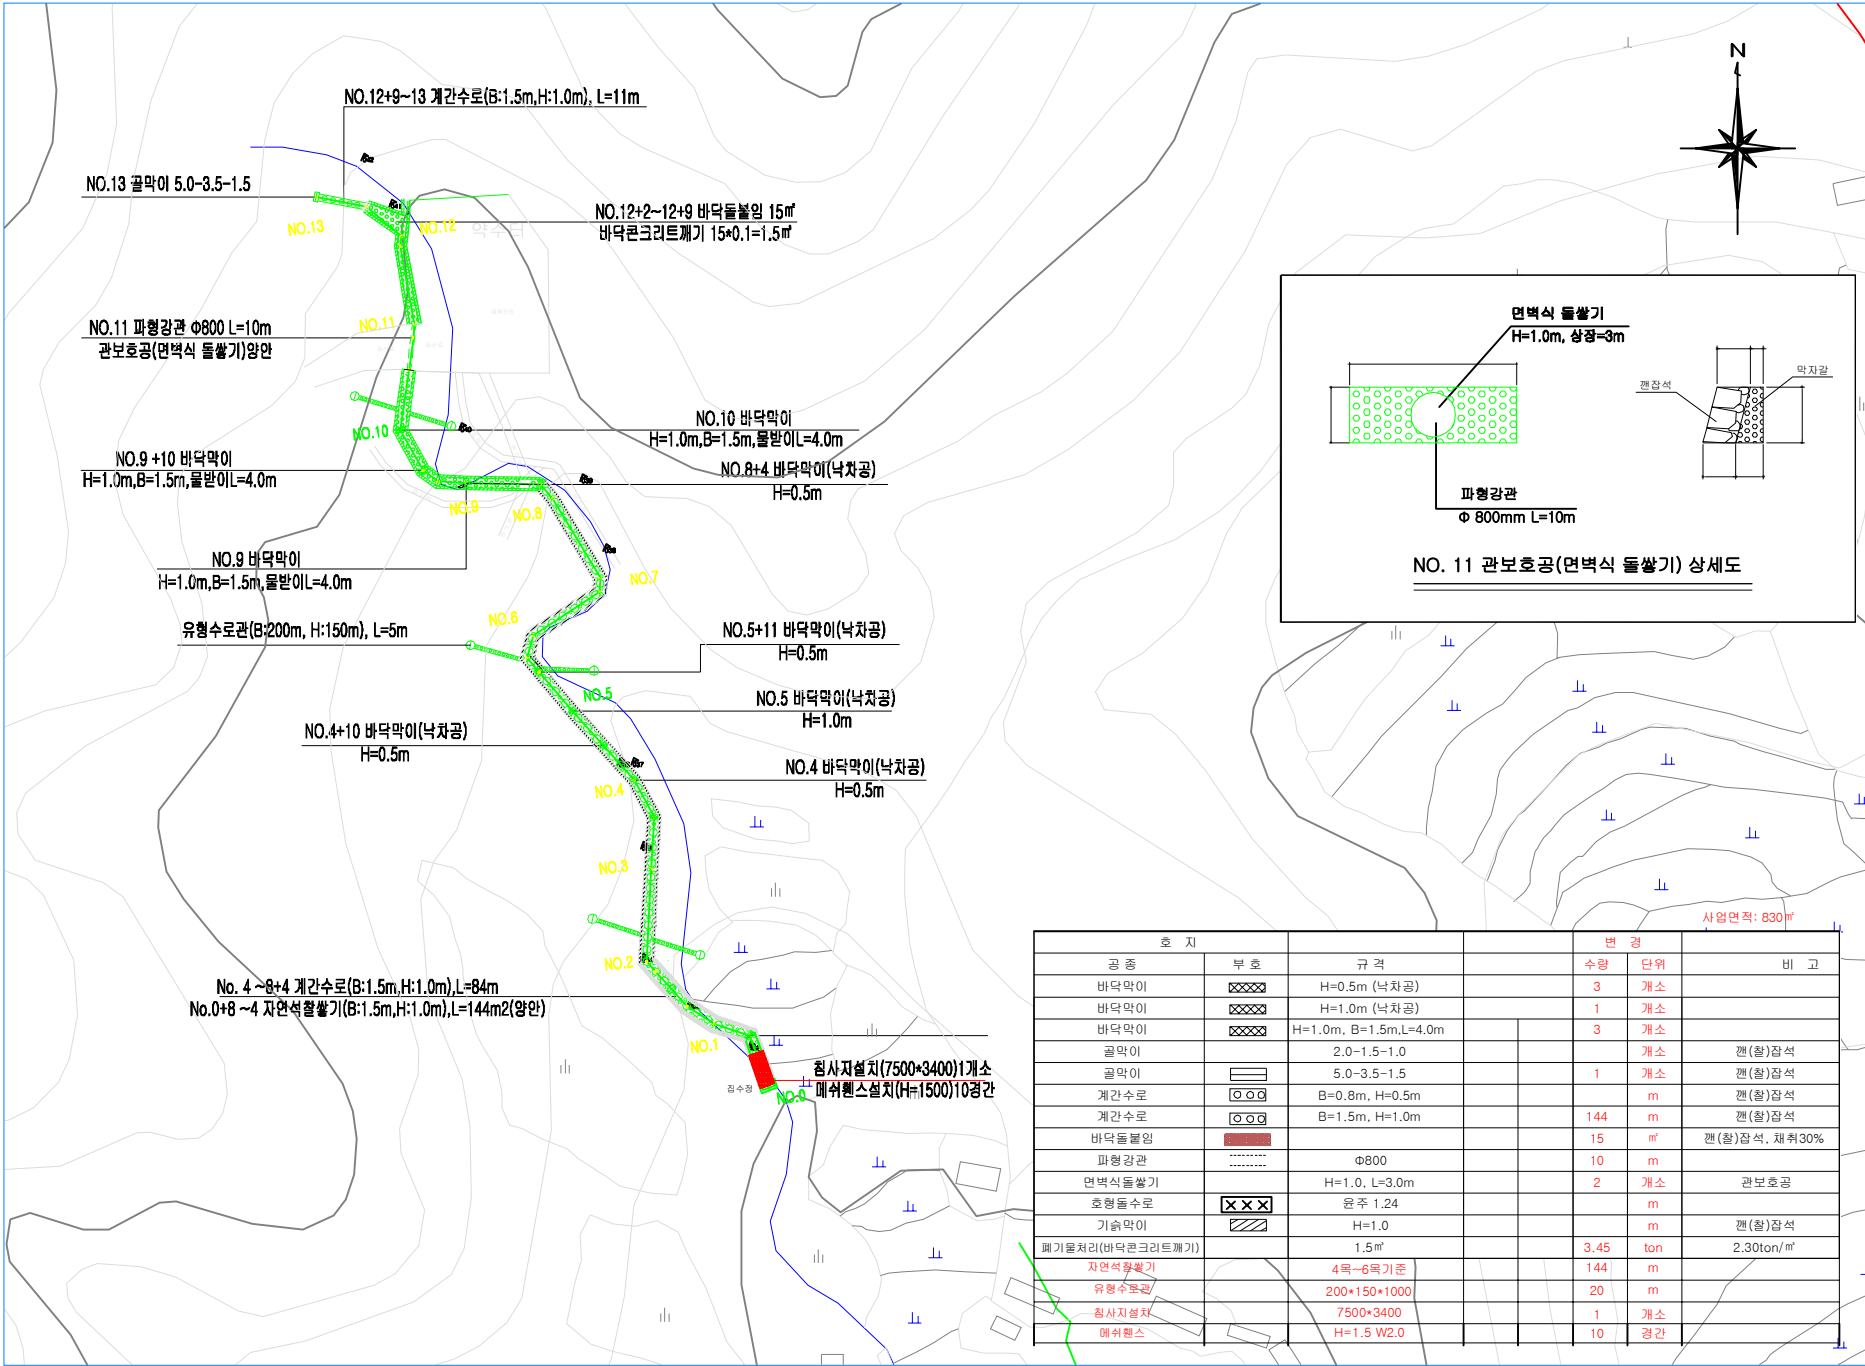 NO.12+9~13 계간수로(B:1.5m,H:1.0m), L=11m
NO.13 골막이 5.0-3.5-1.5
NO.13
NO.12
약수터
NO.12+2~12+9 바닥돌붙임 15㎡
바닥콘크리트깨기 15*0.1=1.5㎥
NO.11
NO.11 파형강관 Φ800 L=10m
관보호공(면벽식 돌쌓기)양안
NO.10 바닥막이
H=1.0m,B=1.5m,물받이L=4.0m
NO.10
NO.9 +10 바닥막이
H=1.0m,B=1.5m,물받이L=4.0m
NO.8+4 바닥막이(낙차공)
H=0.5m
NO.9
NO.8
NO.9 바닥막이
H=1.0m,B=1.5m,물받이L=4.0m
NO.7
NO.6
유형수로관(B:200m, H:150m), L=5m
NO.5+11 바닥막이(낙차공)
H=0.5m
NO.5
NO.5 바닥막이(낙차공)
H=1.0m
NO.4+10 바닥막이(낙차공)
H=0.5m
NO.4 바닥막이(낙차공)
H=0.5m
NO.4
NO.3
NO.2
No. 4 ~8+4 계간수로(B:1.5m,H:1.0m),L=84m
No.0+8 ~4 자연석찰쌓기(B:1.5m,H:1.0m),L=144m2(양안)
NO.1
침사지설치(7500*3400)1개소
메쉬휀스설치(H=1500)10경간
집수정
NO.0
N
면벽식 돌쌓기
H=1.0m, 상장=3m
깬잡석
막자갈
파형강관
Φ 800mm L=10m
NO. 11 관보호공(면벽식 돌쌓기) 상세도
사업면적: 830㎡
호 지 변 경
공 종 부 호 규 격 수량 단위 비 고
바닥막이 H=0.5m (낙차공) 3 개소
바닥막이 H=1.0m (낙차공) 1 개소
바닥막이 H=1.0m, B=1.5m,L=4.0m 3 개소
골막이 2.0-1.5-1.0 개소 깬(찰)잡석
골막이 5.0-3.5-1.5 1 개소 깬(찰)잡석
계간수로 B=0.8m, H=0.5m m 깬(찰)잡석
계간수로 B=1.5m, H=1.0m 144 m 깬(찰)잡석
바닥돌붙임 15 ㎡ 깬(찰)잡석, 채취30%
파형강관 Φ800 10 m
면벽식돌쌓기 H=1.0, L=3.0m 2 개소 관보호공
호형돌수로 윤주 1.24 m
기슭막이 H=1.0 m 깬(찰)잡석
폐기물처리(바닥콘크리트깨기) 1.5㎥ 3.45 ton 2.30ton/㎥
자연석찰쌓기 4목~6목기준 144 m
유형수로관 200*150*1000 20 m
침사지설치 7500*3400 1 개소
메쉬휀스 H=1.5 W2.0 10 경간